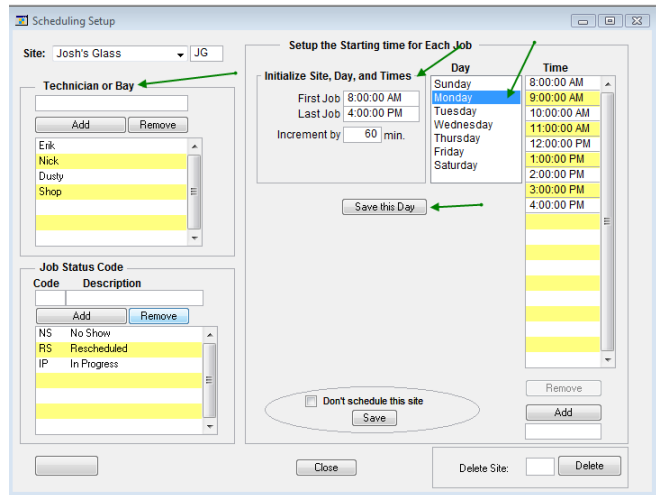 Scheduling Setup
Site: Josh's Glass JG
Technician or Bay
Add Remove
Erik
Nick
Dusty
Shop
Job Status Code
Code Description
Add Remove
NS No Show
RS Rescheduled
IP In Progress
Setup the Starting time for Each Job
Initialize Site, Day, and Times
First Job 8:00:00 AM
Last Job 4:00:00 PM
Increment by 60 min.
Save this Day
Day
Sunday
Monday
Tuesday
Wednesday
Thursday
Friday
Saturday
Time
8:00:00 AM
9:00:00 AM
10:00:00 AM
11:00:00 AM
12:00:00 PM
1:00:00 PM
2:00:00 PM
3:00:00 PM
4:00:00 PM
Remove
Add
Don't schedule this site
Save
Close
Delete Site: Delete